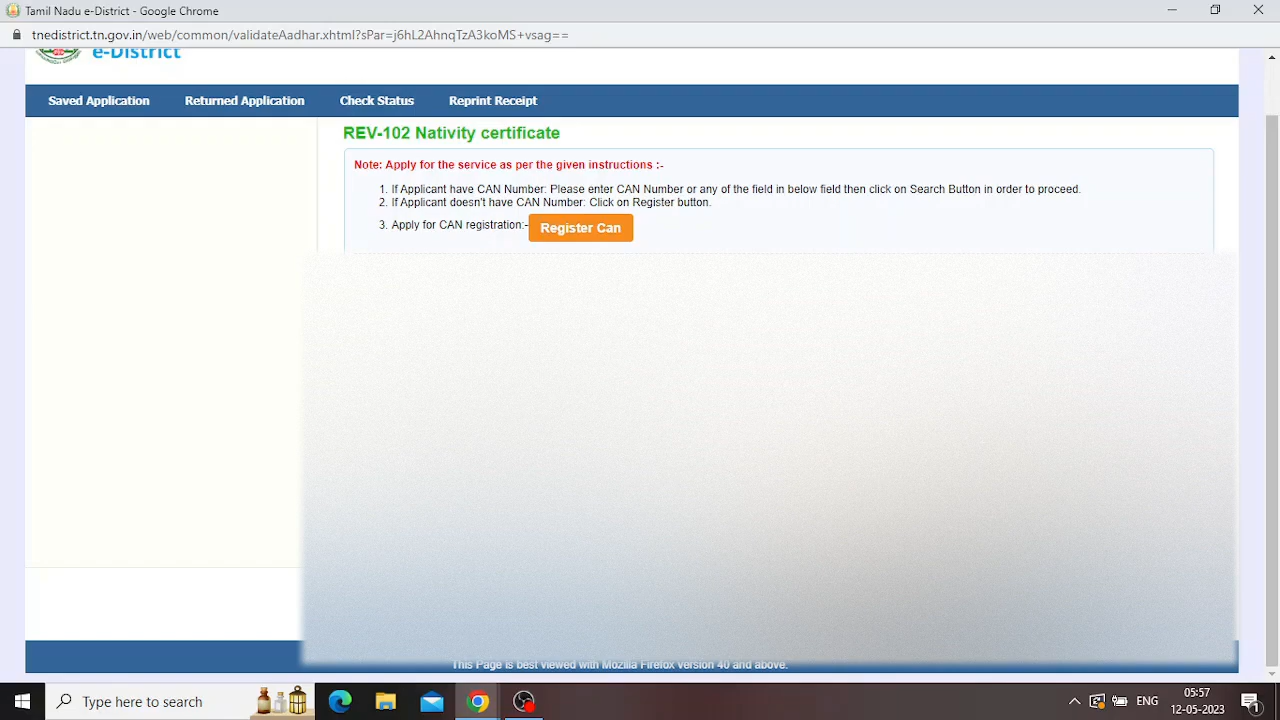 Tamil Nadu e-District - Google Chrome
tnedistrict.tn.gov.in/web/common/validateAadhar.xhtml?sPar=j6hL2AhnqTzA3koMS+vsag==
e-District
Saved Application Returned Application Check Status Reprint Receipt
REV-102 Nativity certificate
Note: Apply for the service as per the given instructions :-
1. If Applicant have CAN Number: Please enter CAN Number or any of the field in below field then click on Search Button in order to proceed.
2. If Applicant doesn't have CAN Number: Click on Register button.
3. Apply for CAN registration:- Register Can
This Page is best viewed with Mozilla Firefox version 40 and above.
Type here to search
ENG
05:57
12-05-2023
1